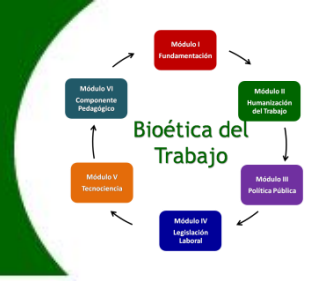 Módulo I
Fundamentación
Módulo II
Humanización
del Trabajo
Módulo III
Política Pública
Módulo IV
Legislación
Laboral
Módulo V
Tecnociencia
Módulo VI
Componente
Pedagógico
Bioética del
Trabajo